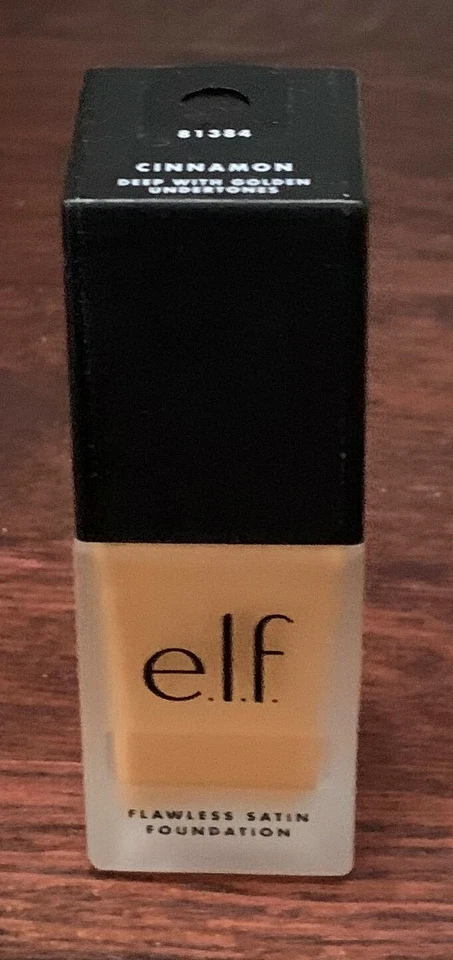 81384
CINNAMON
DEEP WITH GOLDEN
UNDERTONES
e.l.f.
FLAWLESS SATIN
FOUNDATION